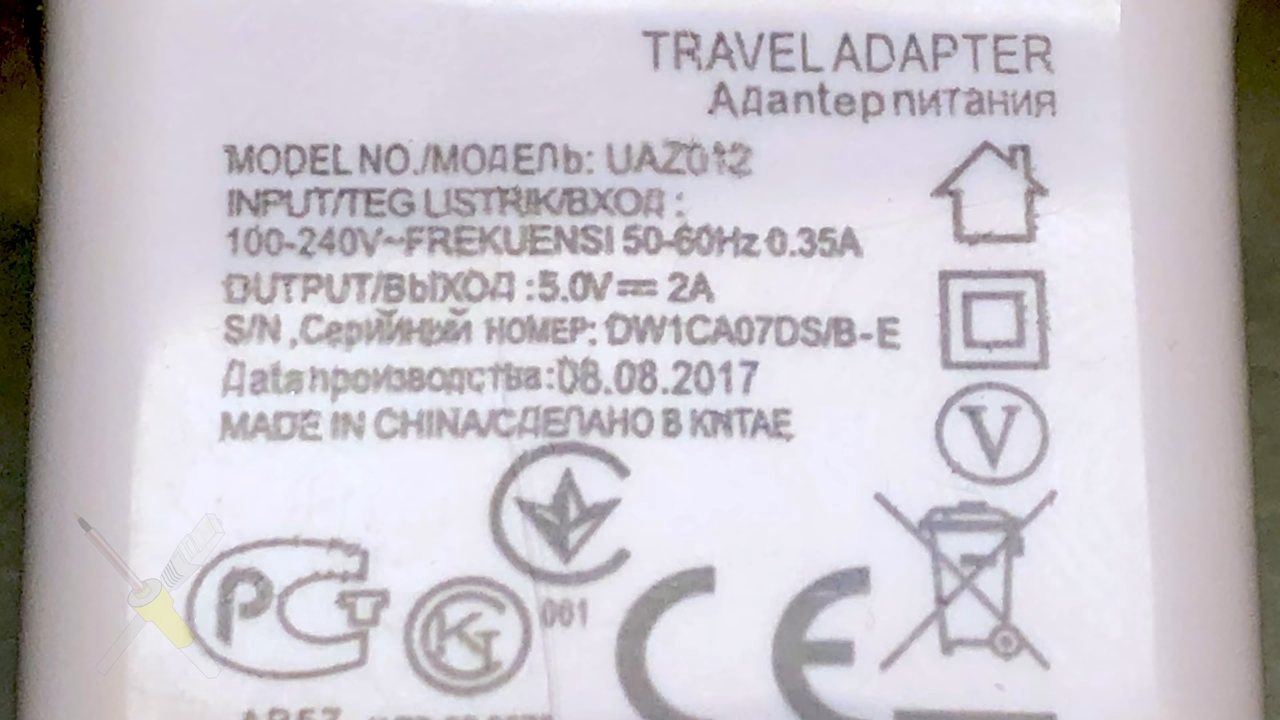 TRAVEL ADAPTER
Адаптер питания
MODEL NO./МОДЕЛЬ: UAZ012
INPUT/TEG LISTRIK/ВХОД :
100-240V~FREKUENSI 50-60Hz 0.35A
OUTPUT/ВЫХОД :5.0V⎓ 2A
S/N ,Серийный НОМЕР: DW1CA07DS/B-E
Дата производства:08.08.2017
MADE IN CHINA/СДЕЛАНО В КNТАЕ
V
001
РСТ
CE